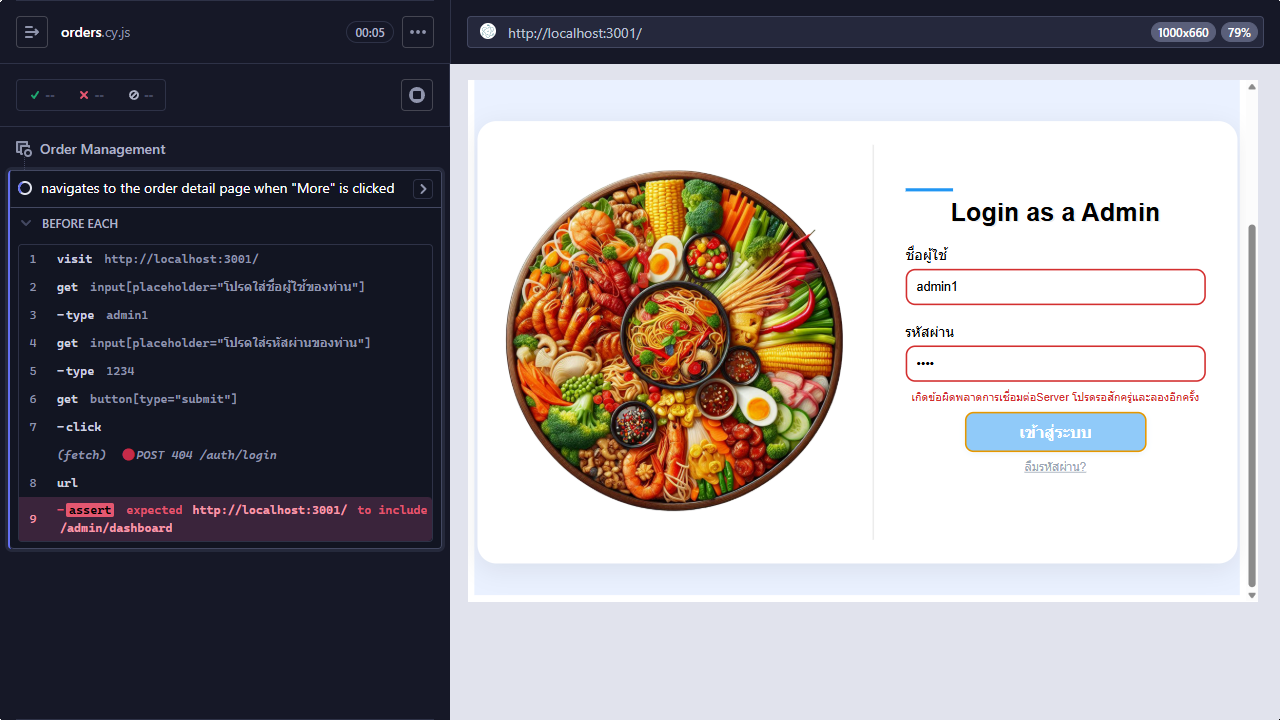 orders.cy.js
00:05
-- -- --
Order Management
navigates to the order detail page when "More" is clicked
BEFORE EACH
1 visit http://localhost:3001/
2 get input[placeholder="โปรดใส่ชื่อผู้ใช้ของท่าน"]
3 -type admin1
4 get input[placeholder="โปรดใส่รหัสผ่านของท่าน"]
5 -type 1234
6 get button[type="submit"]
7 -click
(fetch) POST 404 /auth/login
8 url
9 -assert expected http://localhost:3001/ to include
/admin/dashboard
http://localhost:3001/
1000x660 79%
Login as a Admin
ชื่อผู้ใช้
admin1
รหัสผ่าน
••••
เกิดข้อผิดพลาดการเชื่อมต่อServer โปรดรอสักครู่และลองอีกครั้ง
เข้าสู่ระบบ
ลืมรหัสผ่าน?